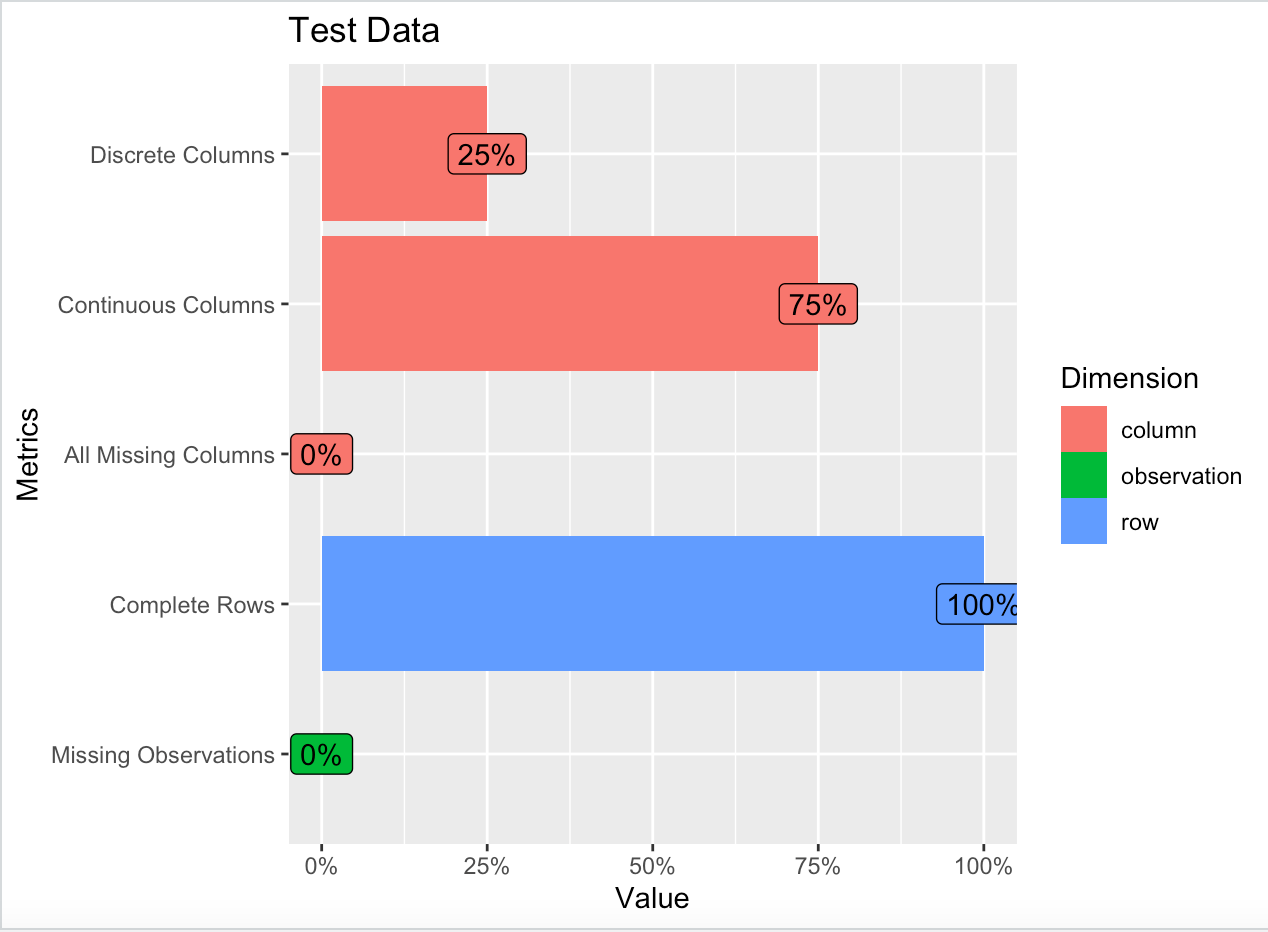 Test Data
Discrete Columns
25%
Continuous Columns
75%
Metrics
All Missing Columns
0%
Complete Rows
100%
Missing Observations
0%
0% 25% 50% 75% 100%
Value
Dimension
column
observation
row